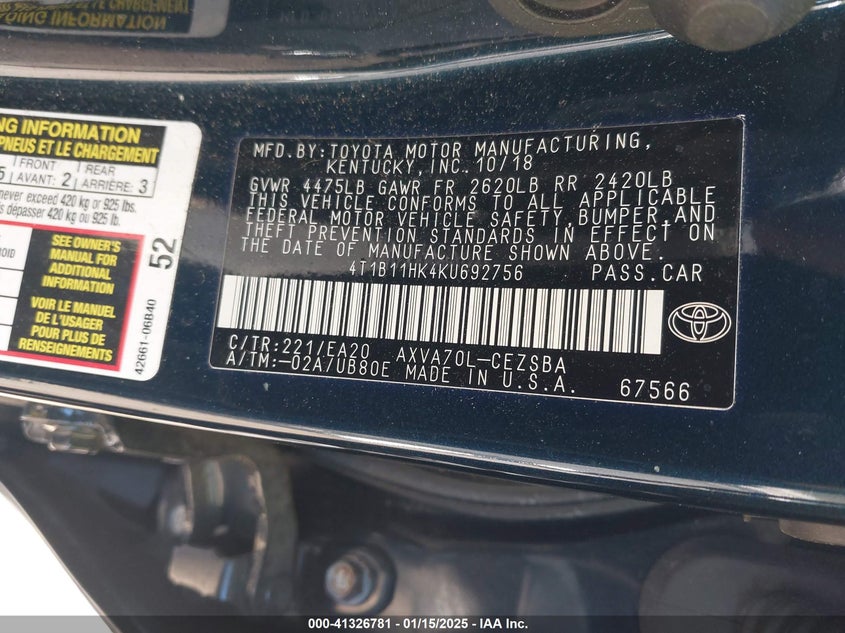 NG INFORMATION
PNEUS ET LE CHARGEMENT
5 FRONT AVANT: 2 REAR ARRIÈRE: 3
never exceed 420 kg or 925 lbs.
dépasser 420 kg ou 925 lb.
SEE OWNER'S
MANUAL FOR
ADDITIONAL
INFORMATION
VOIR LE MANUEL
DE L'USAGER
POUR PLUS DE
RENSEIGNEMENTS
52
42661-06B40
MFD.BY:TOYOTA MOTOR MANUFACTURING,
KENTUCKY, INC. 10/18
GVWR 4475LB GAWR FR 2620LB RR 2420LB
THIS VEHICLE CONFORMS TO ALL APPLICABLE
FEDERAL MOTOR VEHICLE SAFETY, BUMPER, AND
THEFT PREVENTION STANDARDS IN EFFECT ON
THE DATE OF MANUFACTURE SHOWN ABOVE.
4T1B11HK4KU692756 PASS.CAR
C/TR:221/EA20 AXVA70L-CEZSBA
A/TM:-02A/UB80E MADE IN U.S.A. 67566
000-41326781 - 01/15/2025 - IAA Inc.